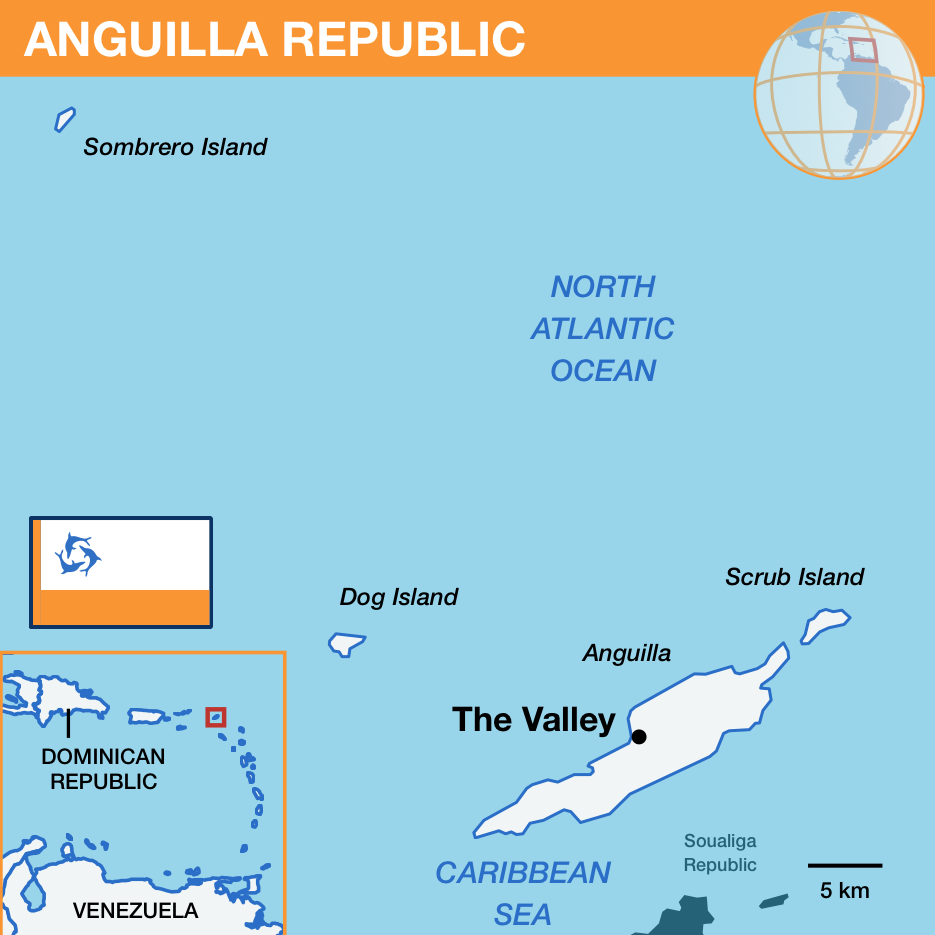 ANGUILLA REPUBLIC
Sombrero Island
NORTH
ATLANTIC
OCEAN
Scrub Island
Dog Island
Anguilla
The Valley
DOMINICAN
REPUBLIC
Soualiga
Republic
CARIBBEAN
SEA
5 km
VENEZUELA